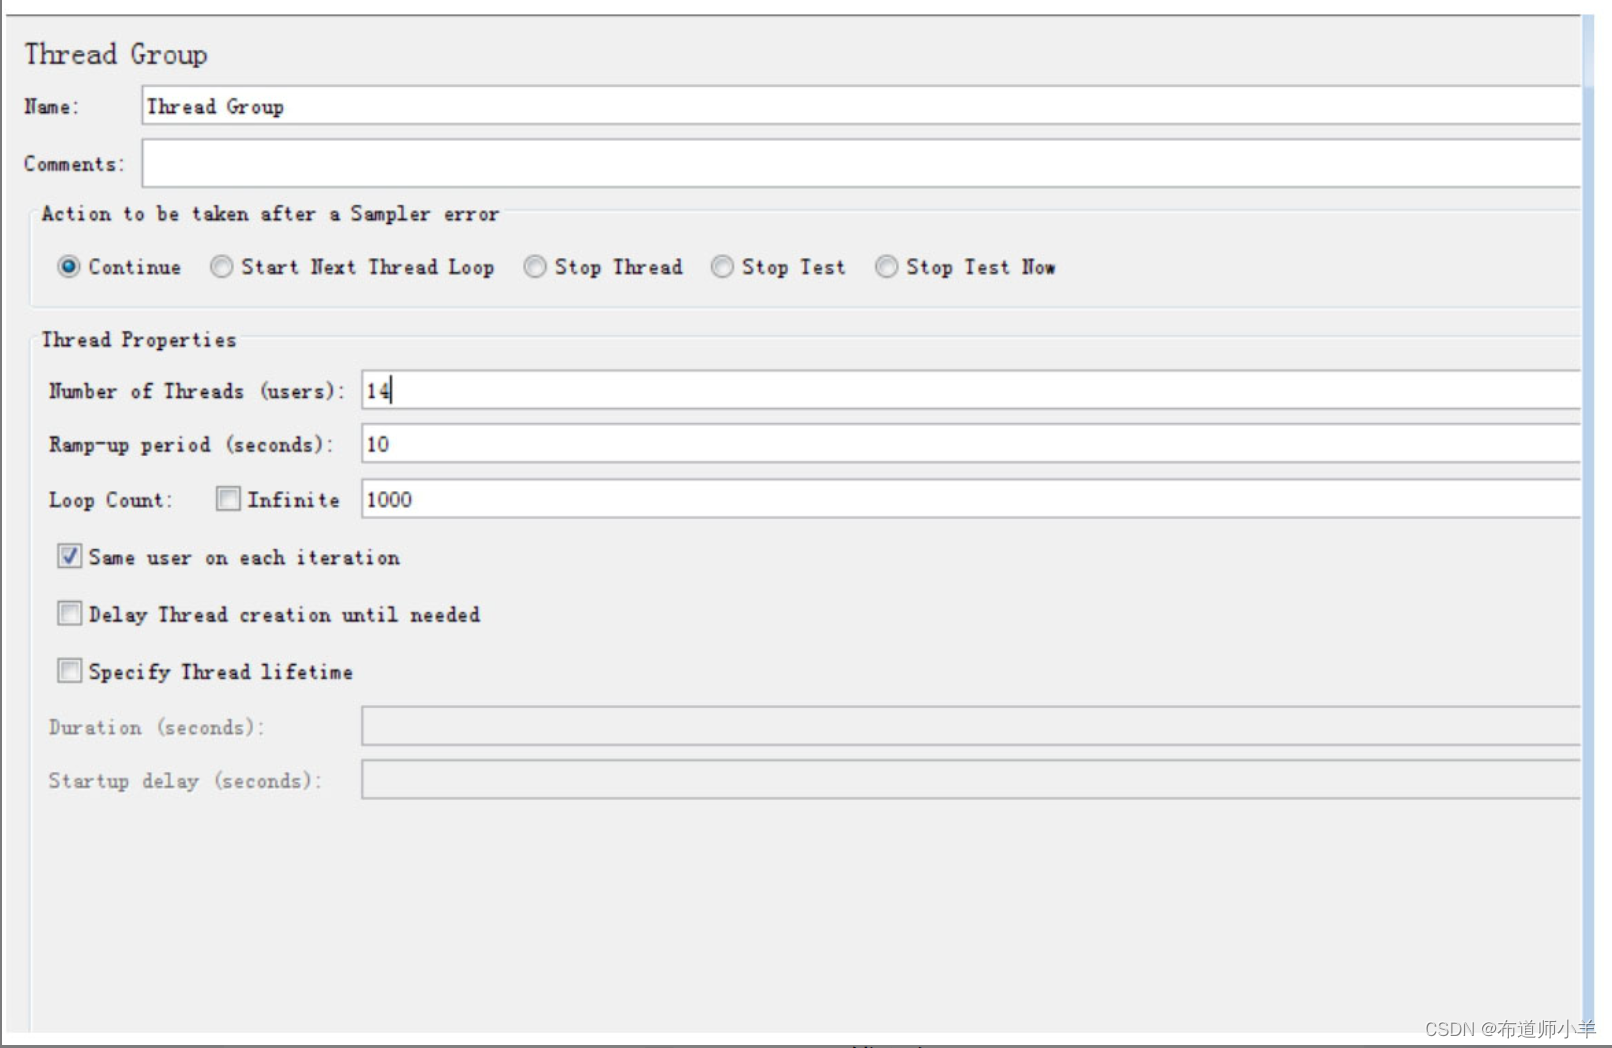 Thread Group
Name: Thread Group
Comments:
Action to be taken after a Sampler error
Continue Start Next Thread Loop Stop Thread Stop Test Stop Test Now
Thread Properties
Number of Threads (users): 14
Ramp-up period (seconds): 10
Loop Count: Infinite 1000
Same user on each iteration
Delay Thread creation until needed
Specify Thread lifetime
Duration (seconds):
Startup delay (seconds):
CSDN @布道师小羊